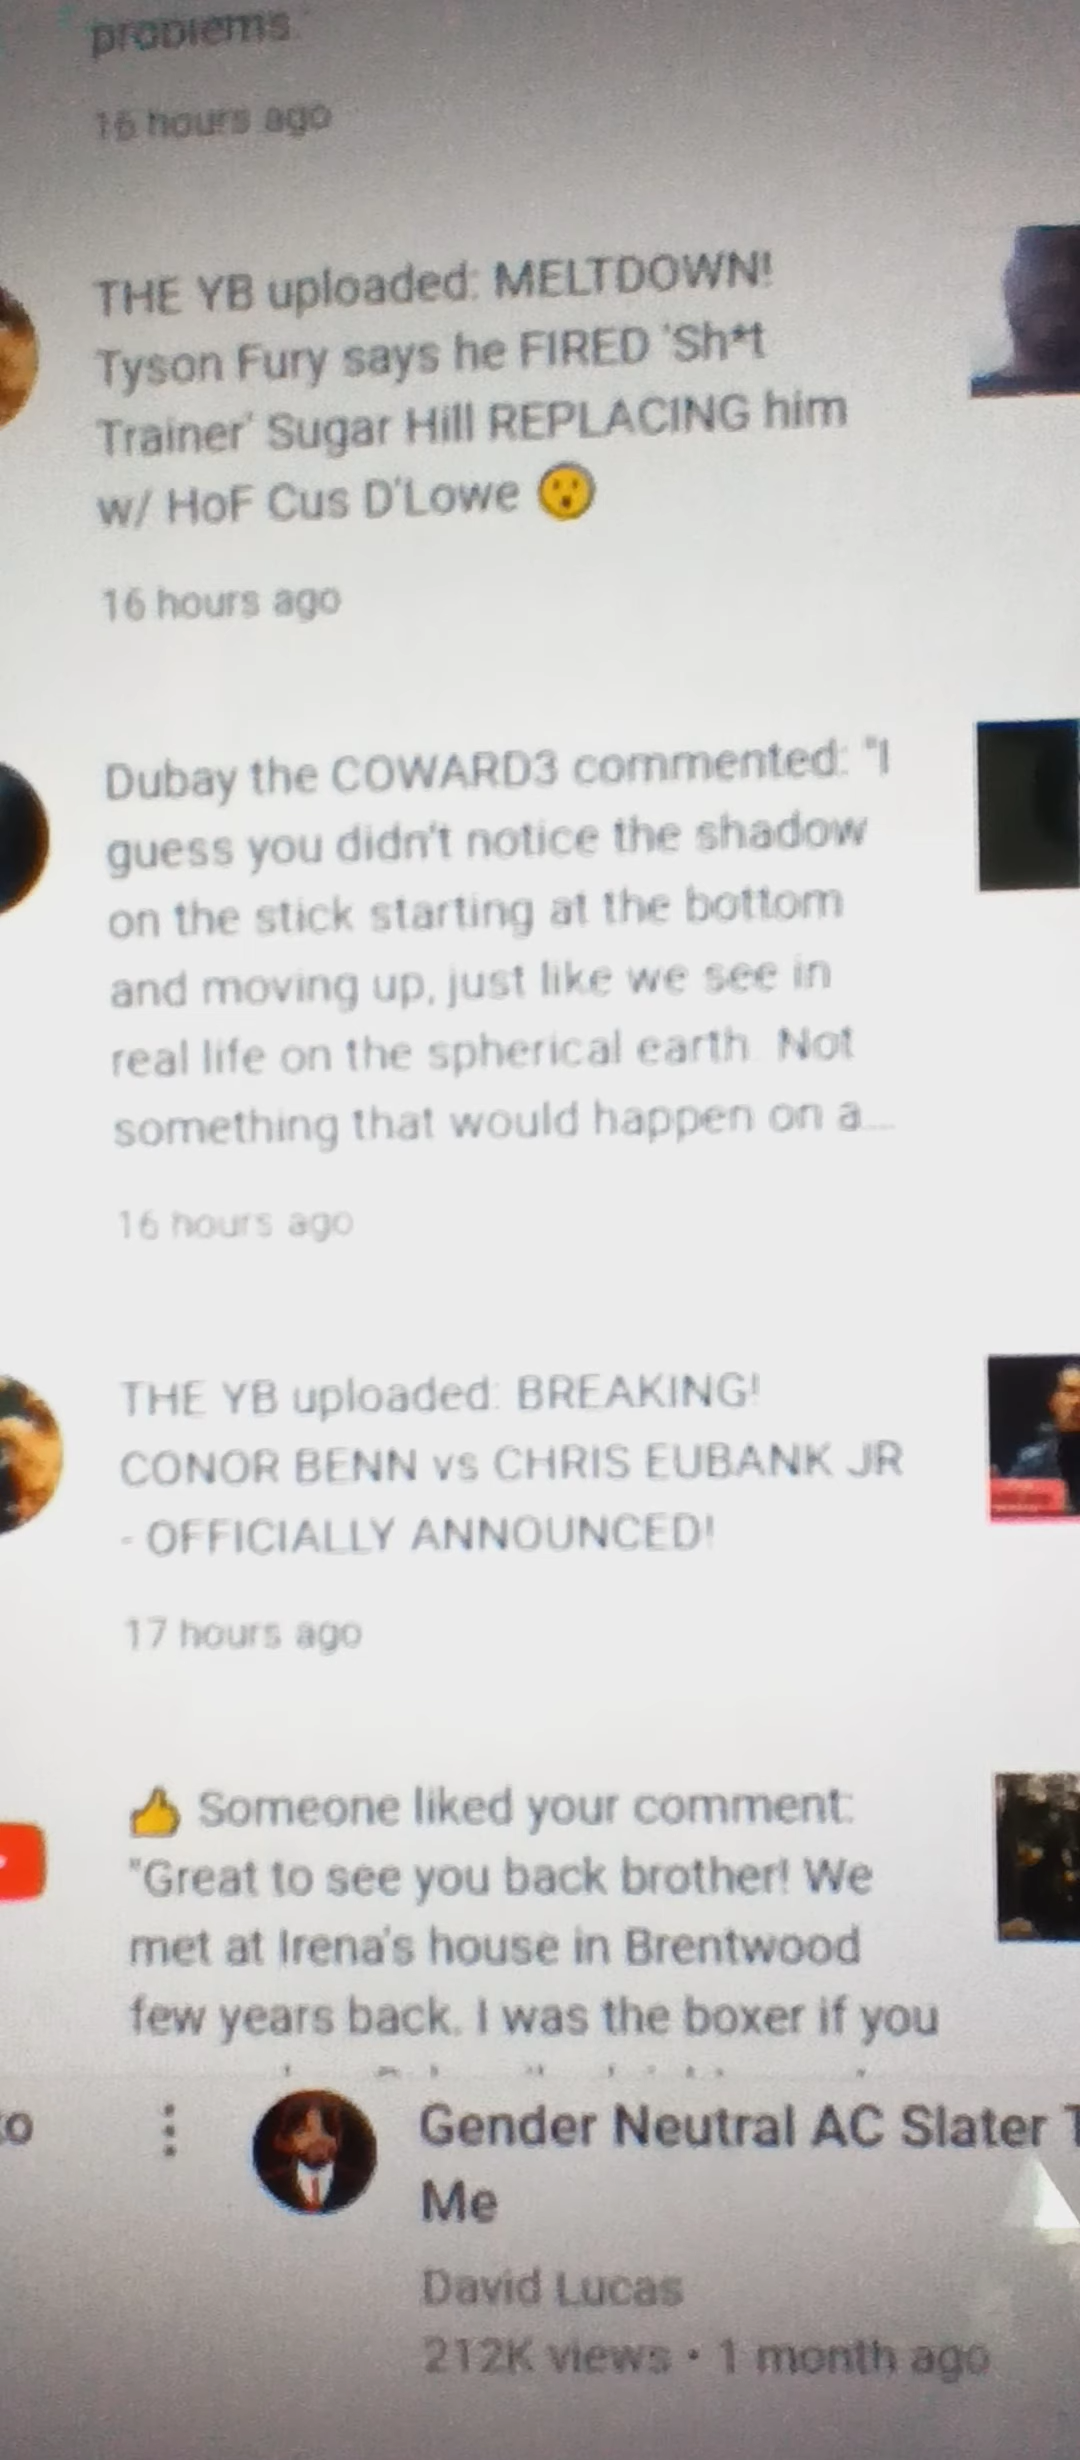 problems
16 hours ago
THE YB uploaded: MELTDOWN!
Tyson Fury says he FIRED 'Sh*t
Trainer' Sugar Hill REPLACING him
w/ HoF Cus D'Lowe 😯
16 hours ago
Dubay the COWARD3 commented: "I
guess you didn't notice the shadow
on the stick starting at the bottom
and moving up, just like we see in
real life on the spherical earth. Not
something that would happen on a...
16 hours ago
THE YB uploaded: BREAKING!
CONOR BENN vs CHRIS EUBANK JR
- OFFICIALLY ANNOUNCED!
17 hours ago
👍 Someone liked your comment:
"Great to see you back brother! We
met at Irena's house in Brentwood
few years back. I was the boxer if you
Gender Neutral AC Slater
Me
David Lucas
212K views • 1 month ago